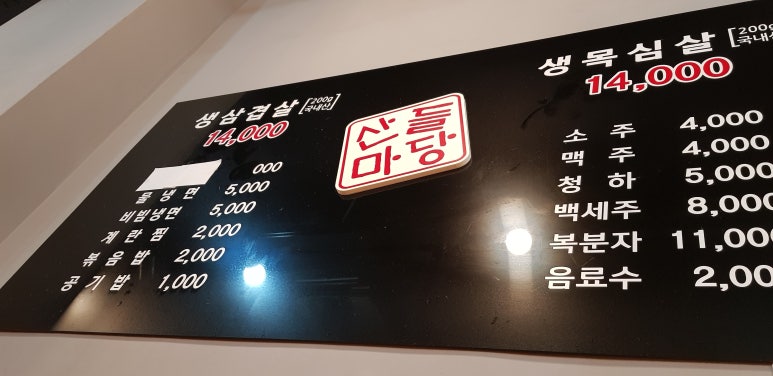 생삼겹살 [200g 국내산]
14,000
000
물냉면 5,000
비빔냉면 5,000
계란찜 2,000
볶음밥 2,000
공기밥 1,000
산들
마당
생목심살 [200g 국내산
14,000
소주 4,000
맥주 4,000
청하 5,000
백세주 8,000
복분자 11,000
음료수 2,00